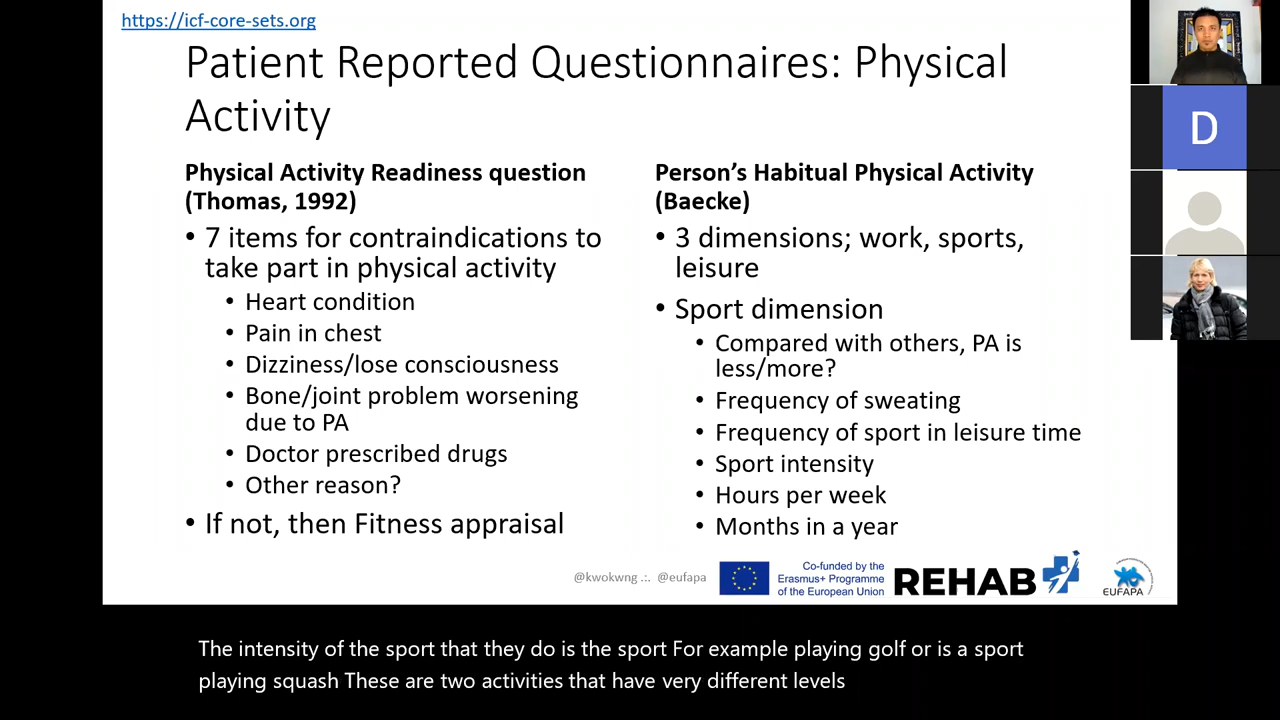 https://icf-core-sets.org
Patient Reported Questionnaires: Physical
Activity
Physical Activity Readiness question
(Thomas, 1992)
• 7 items for contraindications to
take part in physical activity
• Heart condition
• Pain in chest
• Dizziness/lose consciousness
• Bone/joint problem worsening
due to PA
• Doctor prescribed drugs
• Other reason?
• If not, then Fitness appraisal
Person’s Habitual Physical Activity
(Baecke)
• 3 dimensions; work, sports,
leisure
• Sport dimension
• Compared with others, PA is
less/more?
• Frequency of sweating
• Frequency of sport in leisure time
• Sport intensity
• Hours per week
• Months in a year
@kwokwng .:. @eufapa
Co-funded by the
Erasmus+ Programme
of the European Union
REHAB
EUFAPA
D
The intensity of the sport that they do is the sport For example playing golf or is a sport
playing squash These are two activities that have very different levels